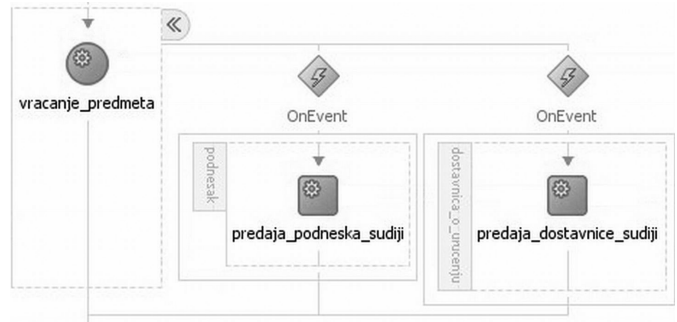 vracanje_predmeta
OnEvent
OnEvent
podnesak
predaja_podneska_sudiji
dostavnica_o_urucenju
predaja_dostavnice_sudiji